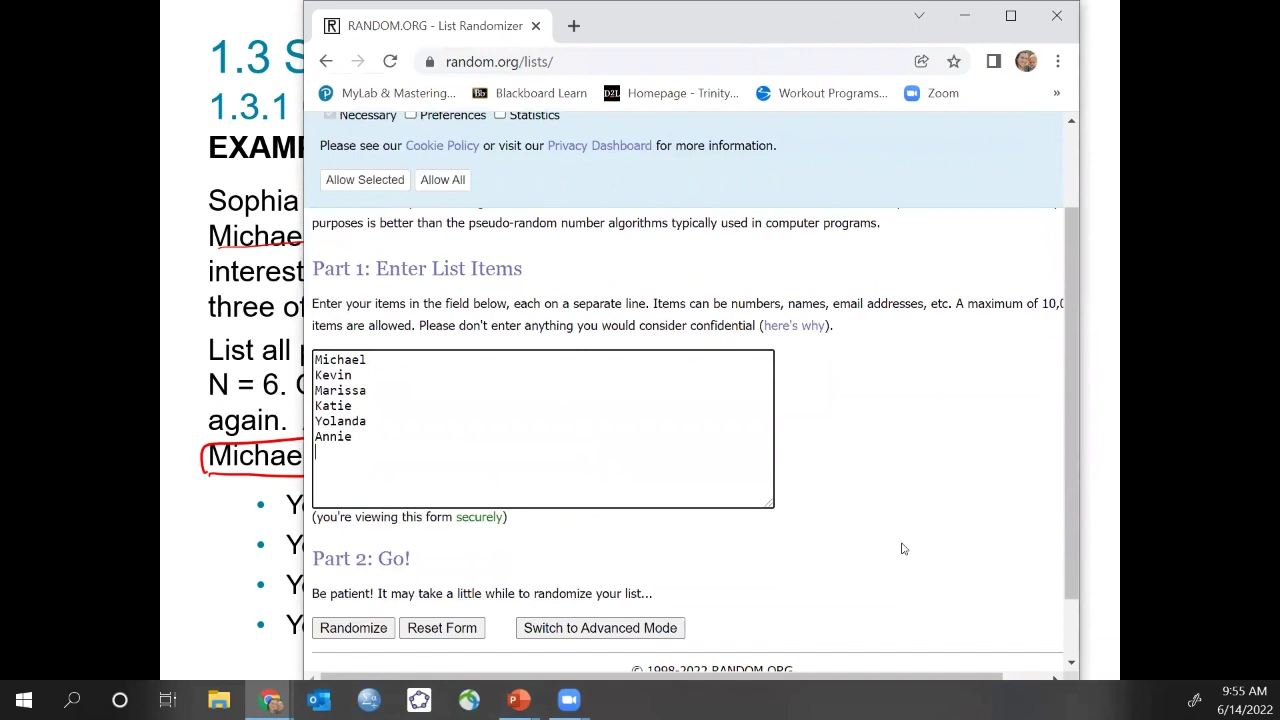 RANDOM.ORG - List Randomizer
random.org/lists/
MyLab & Mastering...
Bb Blackboard Learn
D2L Homepage - Trinity...
Workout Programs...
Zoom
»
1.3 S
1.3.1
EXAM
Sophia
Michae
interest
three of
List all
N = 6.
again.
Michae
Necessary Preferences Statistics
Please see our Cookie Policy or visit our Privacy Dashboard for more information.
Allow Selected Allow All
purposes is better than the pseudo-random number algorithms typically used in computer programs.
Part 1: Enter List Items
Enter your items in the field below, each on a separate line. Items can be numbers, names, email addresses, etc. A maximum of 10,0
items are allowed. Please don't enter anything you would consider confidential (here's why).
Michael
Kevin
Marissa
Katie
Yolanda
Annie
(you're viewing this form securely)
Part 2: Go!
Be patient! It may take a little while to randomize your list...
Randomize Reset Form Switch to Advanced Mode
© 1998-2022 RANDOM.ORG
9:55 AM
6/14/2022